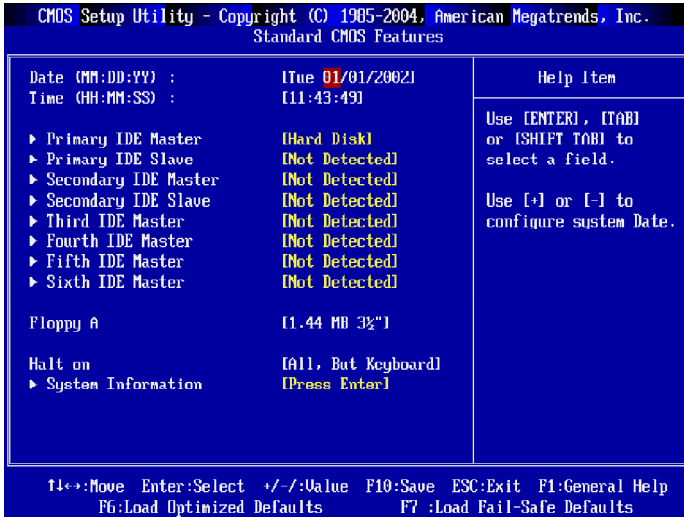 CMOS Setup Utility - Copyright (C) 1985-2004, American Megatrends, Inc.
Standard CMOS Features
Date (MM:DD:YY) : [Tue 01/01/2002]
Time (HH:MM:SS) : [11:43:49]
▶ Primary IDE Master [Hard Disk]
▶ Primary IDE Slave [Not Detected]
▶ Secondary IDE Master [Not Detected]
▶ Secondary IDE Slave [Not Detected]
▶ Third IDE Master [Not Detected]
▶ Fourth IDE Master [Not Detected]
▶ Fifth IDE Master [Not Detected]
▶ Sixth IDE Master [Not Detected]
Floppy A [1.44 MB 3½"]
Halt on [All, But Keyboard]
▶ System Information [Press Enter]
Help Item
Use [ENTER], [TAB]
or [SHIFT TAB] to
select a field.
Use [+] or [-] to
configure system Date.
↑↓↔:Move Enter:Select +/-/:Value F10:Save ESC:Exit F1:General Help
F6:Load Optimized Defaults F7 :Load Fail-Safe Defaults